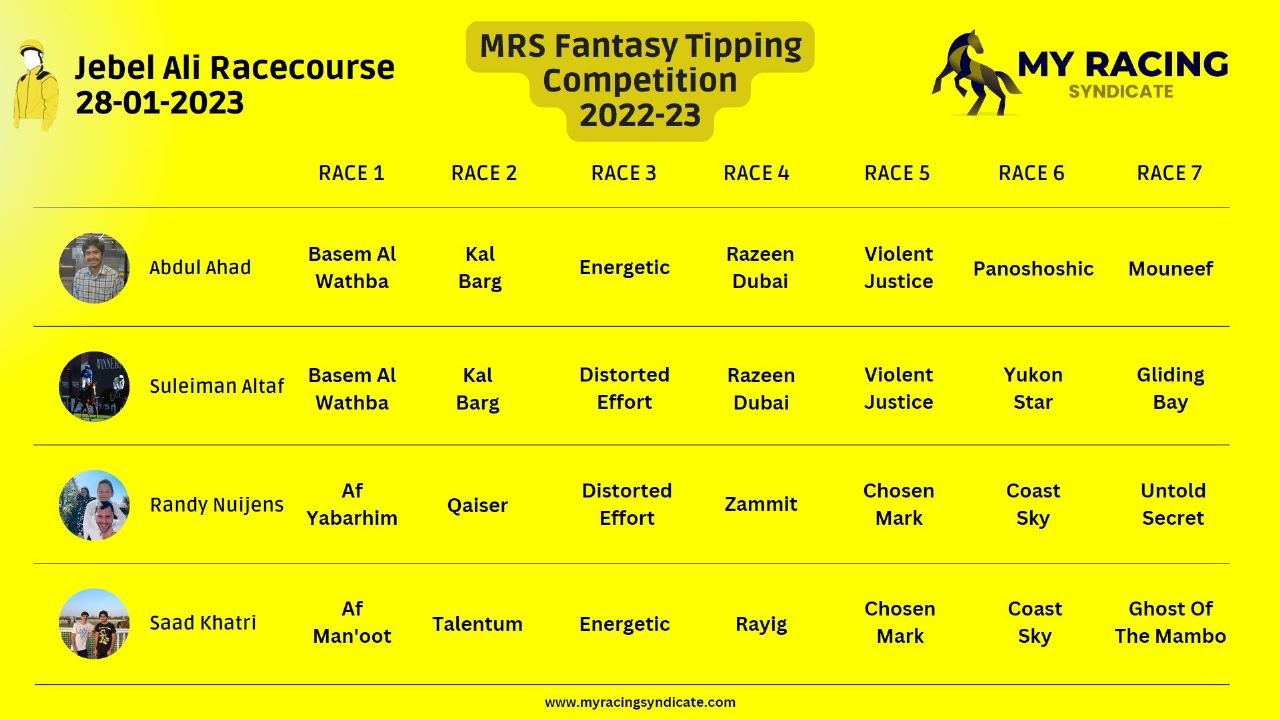 Jebel Ali Racecourse
28-01-2023
MRS Fantasy Tipping
Competition
2022-23
MY RACING
SYNDICATE
RACE 1 RACE 2 RACE 3 RACE 4 RACE 5 RACE 6 RACE 7
Abdul Ahad
Basem Al
Wathba
Kal
Barg
Energetic
Razeen
Dubai
Violent
Justice
Panoshoshic
Mouneef
Suleiman Altaf
Basem Al
Wathba
Kal
Barg
Distorted
Effort
Razeen
Dubai
Violent
Justice
Yukon
Star
Gliding
Bay
Randy Nuijens
Af
Yabarhim
Qaiser
Distorted
Effort
Zammit
Chosen
Mark
Coast
Sky
Untold
Secret
Saad Khatri
Af
Man'oot
Talentum
Energetic
Rayig
Chosen
Mark
Coast
Sky
Ghost Of
The Mambo
www.myracingsyndicate.com